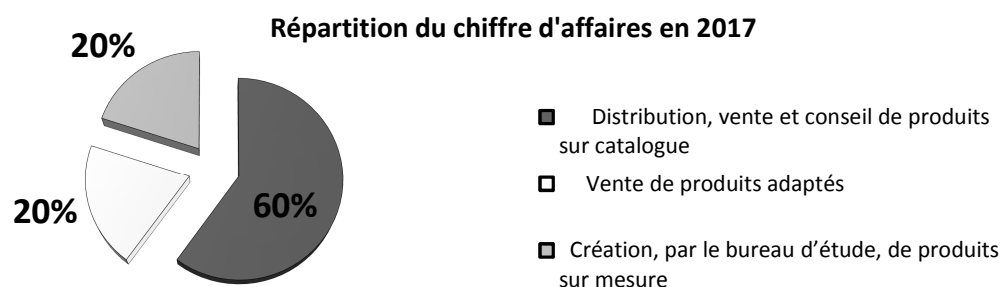 Répartition du chiffre d'affaires en 2017
20%
20%
60%
Distribution, vente et conseil de produits
sur catalogue
Vente de produits adaptés
Création, par le bureau d’étude, de produits
sur mesure